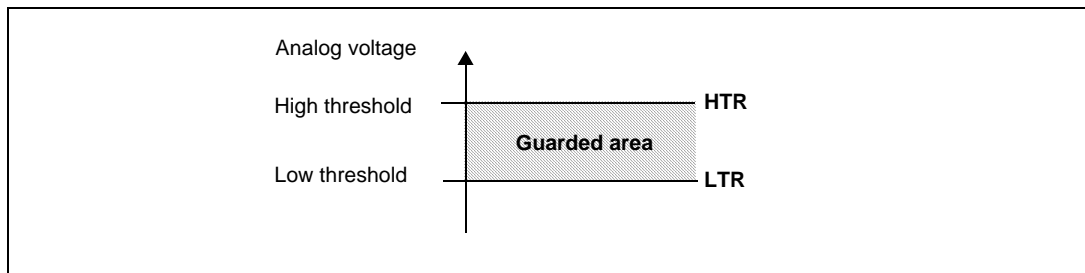 Analog voltage
High threshold
HTR
Guarded area
Low threshold
LTR